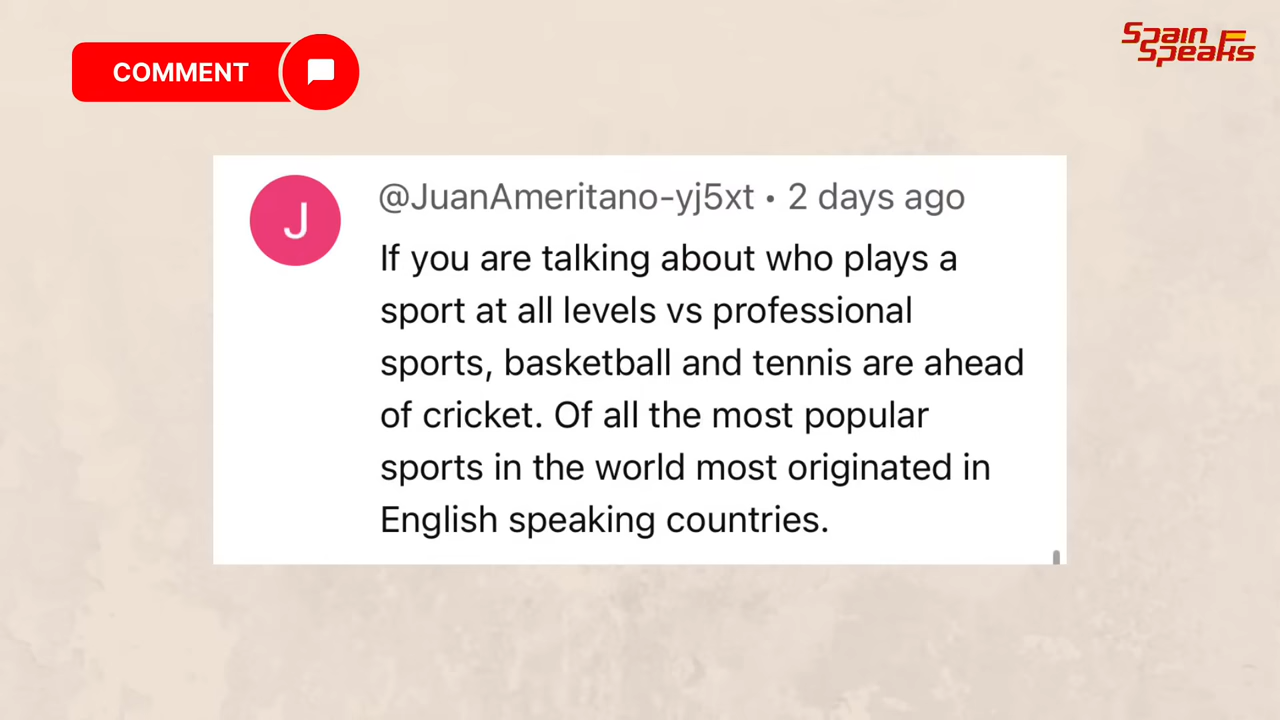 COMMENT
Spain
Speaks
J
@JuanAmeritano-yj5xt • 2 days ago
If you are talking about who plays a
sport at all levels vs professional
sports, basketball and tennis are ahead
of cricket. Of all the most popular
sports in the world most originated in
English speaking countries.